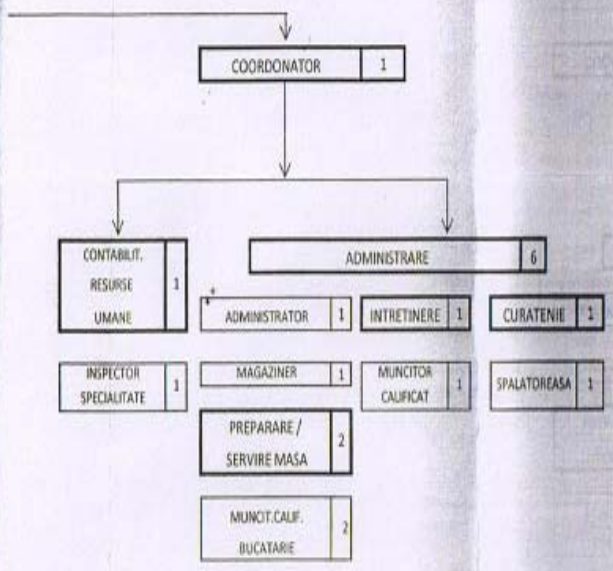 COORDONATOR 1
CONTABILIT.
RESURSE
UMANE
1
ADMINISTRARE 6
ADMINISTRATOR 1
INTRETINERE 1
CURATENIE 1
INSPECTOR
SPECIALITATE
1
MAGAZINER 1
MUNCITOR
CALIFICAT
1
SPALATOREASA 1
PREPARARE /
SERVIRE MASA
2
MUNCIT.CALIF.
BUCATARIE
2